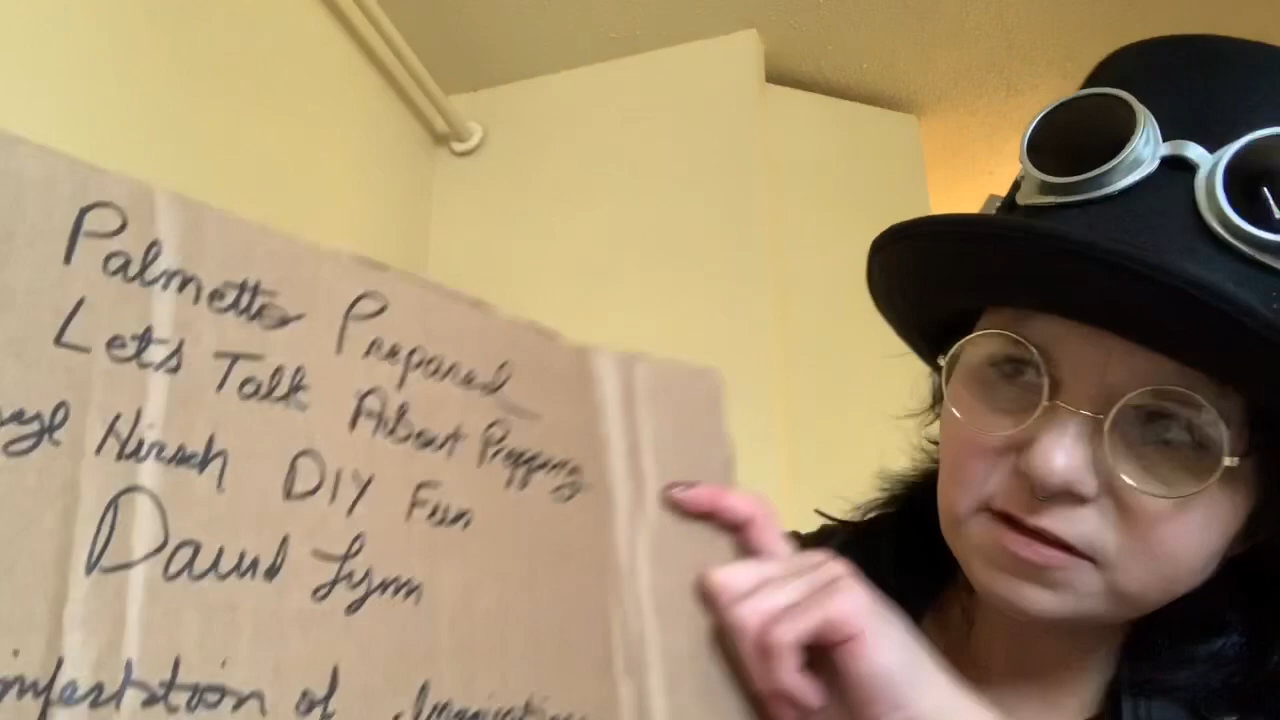 Palmetto Prepared
Lets Talk About Prepping
Hirsch DIY Fun
David Lynn
of